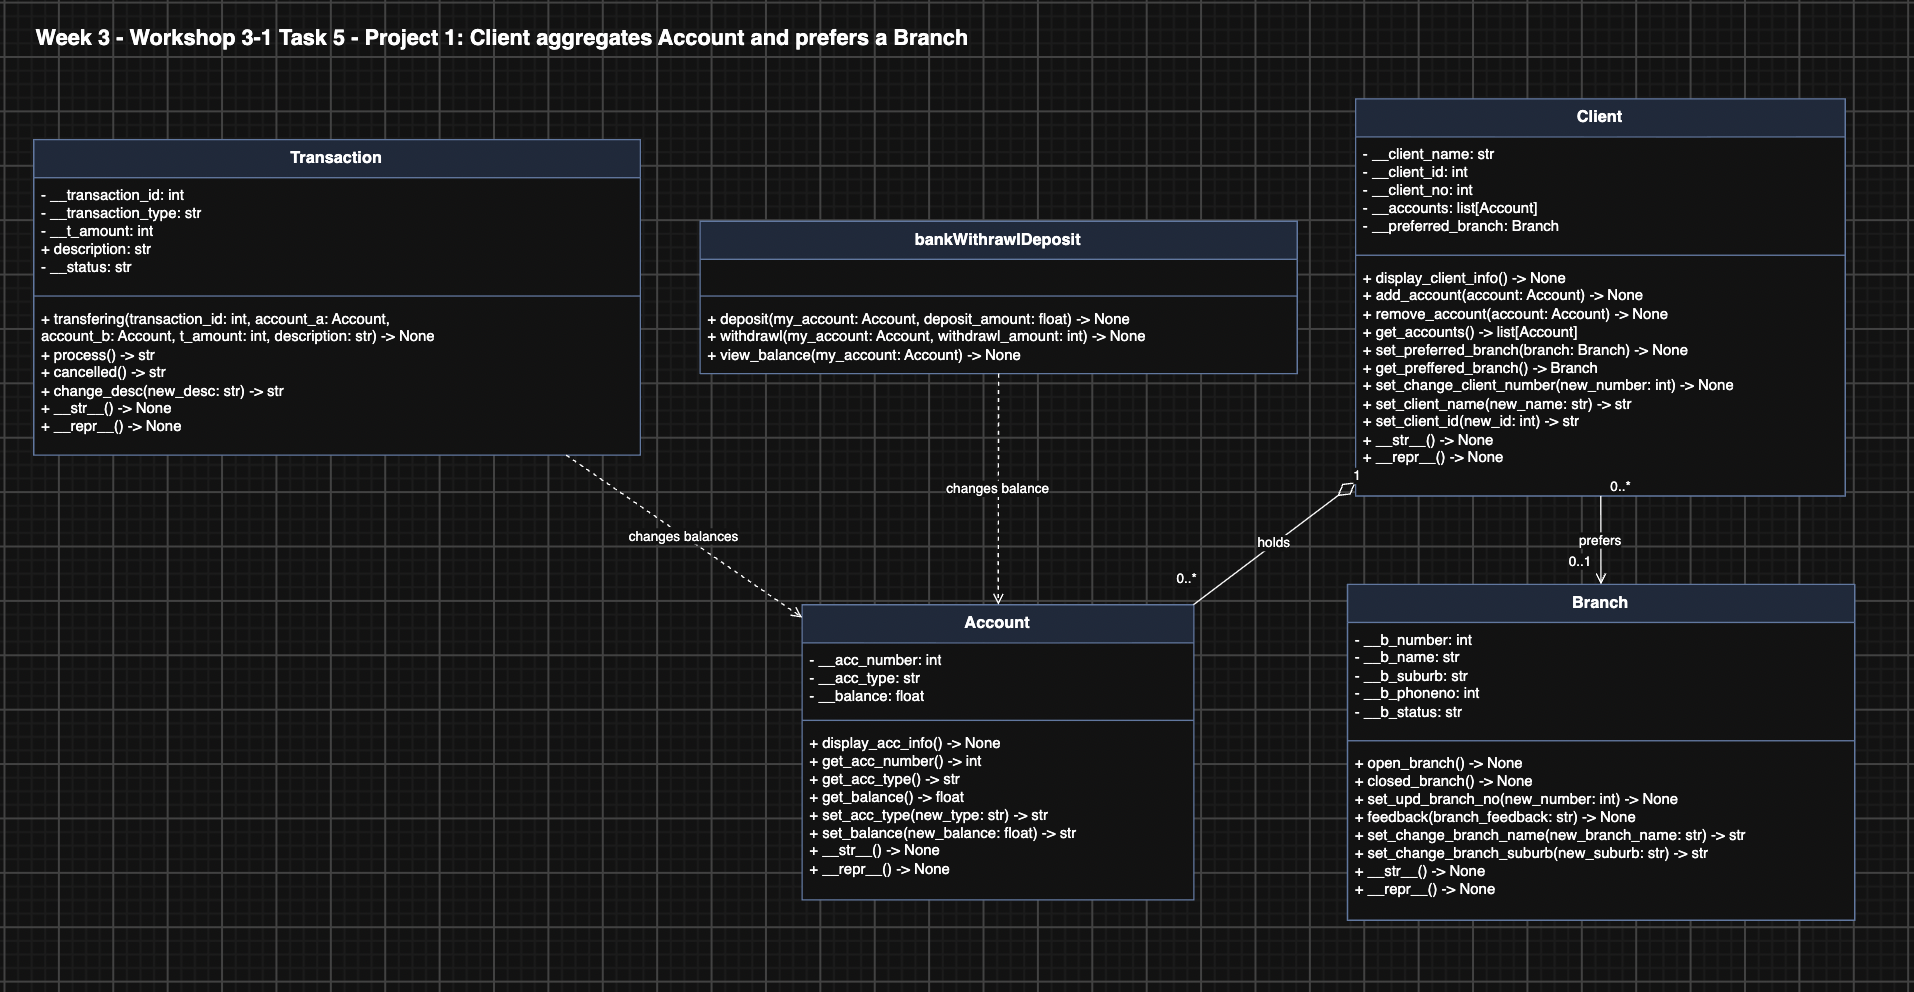 Week 3 - Workshop 3-1 Task 5 - Project 1: Client aggregates Account and prefers a Branch
Transaction
- __transaction_id: int
- __transaction_type: str
- __t_amount: int
+ description: str
- __status: str
+ transfering(transaction_id: int, account_a: Account,
account_b: Account, t_amount: int, description: str) -> None
+ process() -> str
+ cancelled() -> str
+ change_desc(new_desc: str) -> str
+ __str__() -> None
+ __repr__() -> None
bankWithrawlDeposit
+ deposit(my_account: Account, deposit_amount: float) -> None
+ withdrawl(my_account: Account, withdrawl_amount: int) -> None
+ view_balance(my_account: Account) -> None
Client
- __client_name: str
- __client_id: int
- __client_no: int
- __accounts: list[Account]
- __preferred_branch: Branch
+ display_client_info() -> None
+ add_account(account: Account) -> None
+ remove_account(account: Account) -> None
+ get_accounts() -> list[Account]
+ set_preferred_branch(branch: Branch) -> None
+ get_preffered_branch() -> Branch
+ set_change_client_number(new_number: int) -> None
+ set_client_name(new_name: str) -> str
+ set_client_id(new_id: int) -> str
+ __str__() -> None
+ __repr__() -> None
changes balances
changes balance
1
holds
0..*
0..*
prefers
0..1
Account
- __acc_number: int
- __acc_type: str
- __balance: float
+ display_acc_info() -> None
+ get_acc_number() -> int
+ get_acc_type() -> str
+ get_balance() -> float
+ set_acc_type(new_type: str) -> str
+ set_balance(new_balance: float) -> str
+ __str__() -> None
+ __repr__() -> None
Branch
- __b_number: int
- __b_name: str
- __b_suburb: str
- __b_phoneno: int
- __b_status: str
+ open_branch() -> None
+ closed_branch() -> None
+ set_upd_branch_no(new_number: int) -> None
+ feedback(branch_feedback: str) -> None
+ set_change_branch_name(new_branch_name: str) -> str
+ set_change_branch_suburb(new_suburb: str) -> str
+ __str__() -> None
+ __repr__() -> None